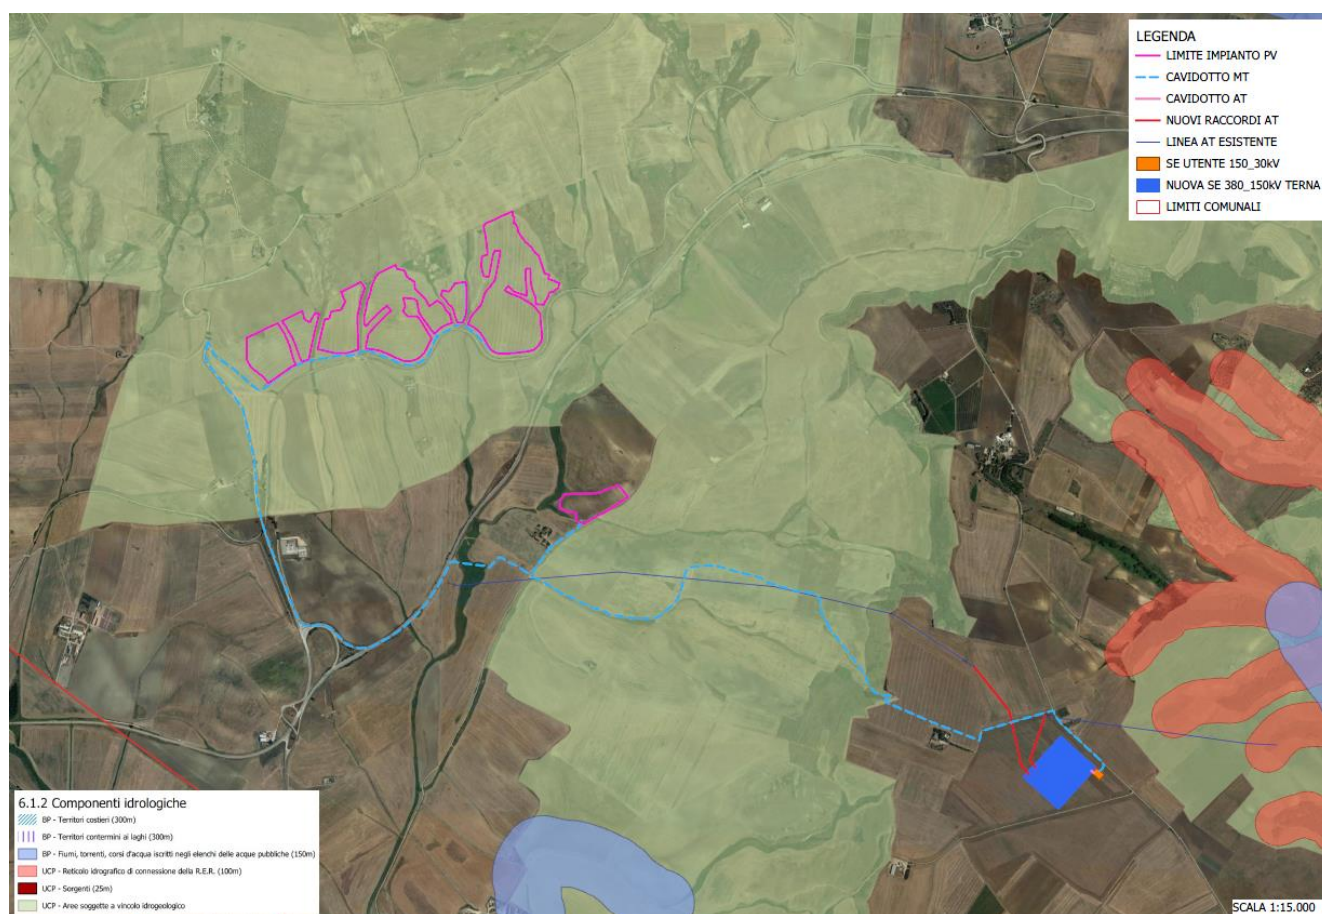 LEGENDA
LIMITE IMPIANTO PV
CAVIDOTTO MT
CAVIDOTTO AT
NUOVI RACCORDI AT
LINEA AT ESISTENTE
SE UTENTE 150_30kV
NUOVA SE 380_150kV TERNA
LIMITI COMUNALI
6.1.2 Componenti idrologiche
BP - Territori costieri (300m)
BP - Territori contermini ai laghi (300m)
BP - Fiumi, torrenti, corsi d'acqua iscritti negli elenchi delle acque pubbliche (150m)
UCP - Reticolo idrografico di connessione della R.E.R. (100m)
UCP - Sorgenti (25m)
UCP - Aree soggette a vincolo idrogeologico
SCALA 1:15.000